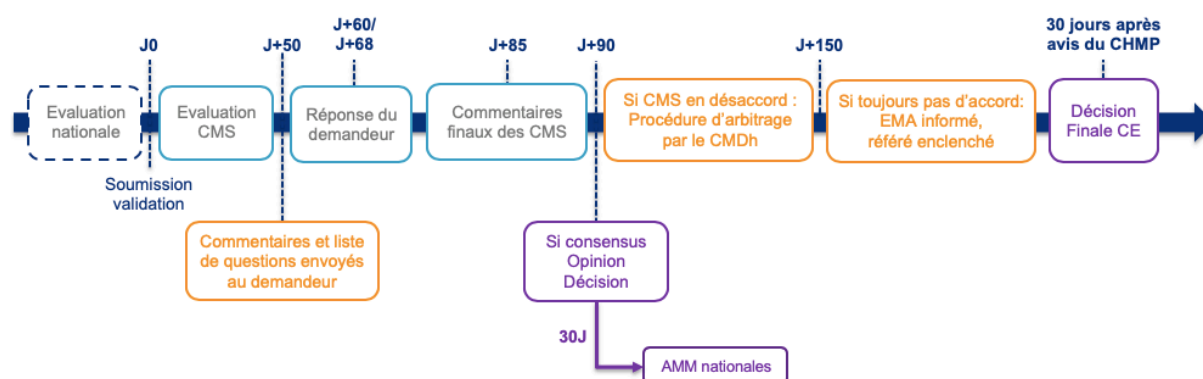 J0
J+50
J+60/
J+68
J+85
J+90
J+150
30 jours après
avis du CHMP
Evaluation
nationale
Evaluation
CMS
Réponse du
demandeur
Commentaires
finaux des CMS
Si CMS en désaccord :
Procédure d'arbitrage
par le CMDh
Si toujours pas d'accord:
EMA informé,
référé enclenché
Décision
Finale CE
Soumission
validation
Commentaires et liste
de questions envoyés
au demandeur
Si consensus
Opinion
Décision
30J
AMM nationales